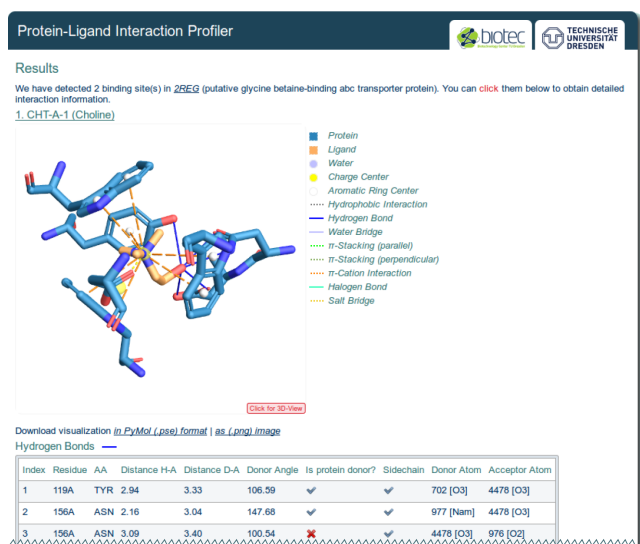 Protein-Ligand Interaction Profiler
biotec
TECHNISCHE
UNIVERSITÄT
DRESDEN
Results
We have detected 2 binding site(s) in 2REG (putative glycine betaine-binding abc transporter protein). You can click them below to obtain detailed
interaction information.
1. CHT-A-1 (Choline)
Protein
Ligand
Water
Charge Center
Aromatic Ring Center
Hydrophobic Interaction
Hydrogen Bond
Water Bridge
π-Stacking (parallel)
π-Stacking (perpendicular)
π-Cation Interaction
Halogen Bond
Salt Bridge
Click for 3D-View
Download visualization in PyMol (.pse) format | as (.png) image
Hydrogen Bonds
Index Residue AA Distance H-A Distance D-A Donor Angle Is protein donor? Sidechain Donor Atom Acceptor Atom
1 119A TYR 2.94 3.33 106.59 ✔ ✔ 702 [O3] 4478 [O3]
2 156A ASN 2.16 3.04 147.68 ✔ ✔ 977 [Nam] 4478 [O3]
3 156A ASN 3.09 3.40 100.54 ✖ ✔ 4478 [O3] 976 [O2]